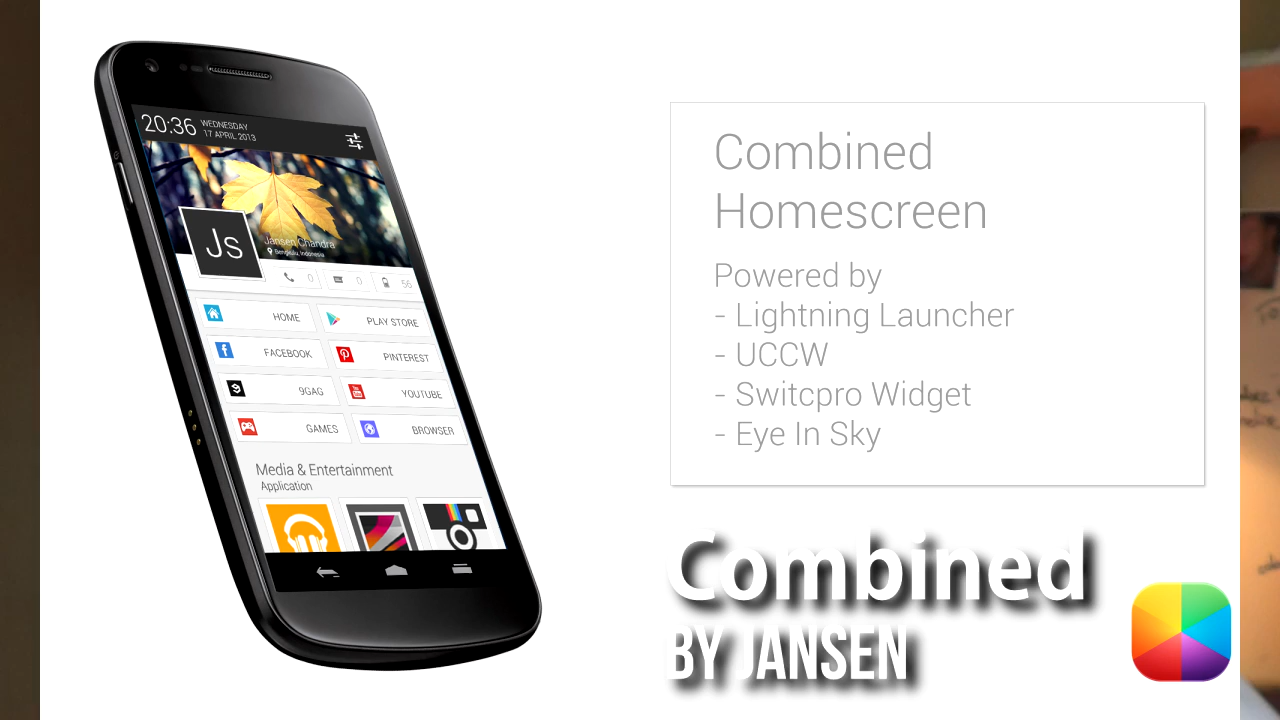 20:36
WEDNESDAY
17 APRIL 2013
Js
Jansen Chandra
Bengkulu, Indonesia
0
0
56
HOME
PLAY STORE
FACEBOOK
PINTEREST
9GAG
YOUTUBE
GAMES
BROWSER
Media & Entertainment
Application
Combined
Homescreen
Powered by
- Lightning Launcher
- UCCW
- Switcpro Widget
- Eye In Sky
Combined
BY JANSEN